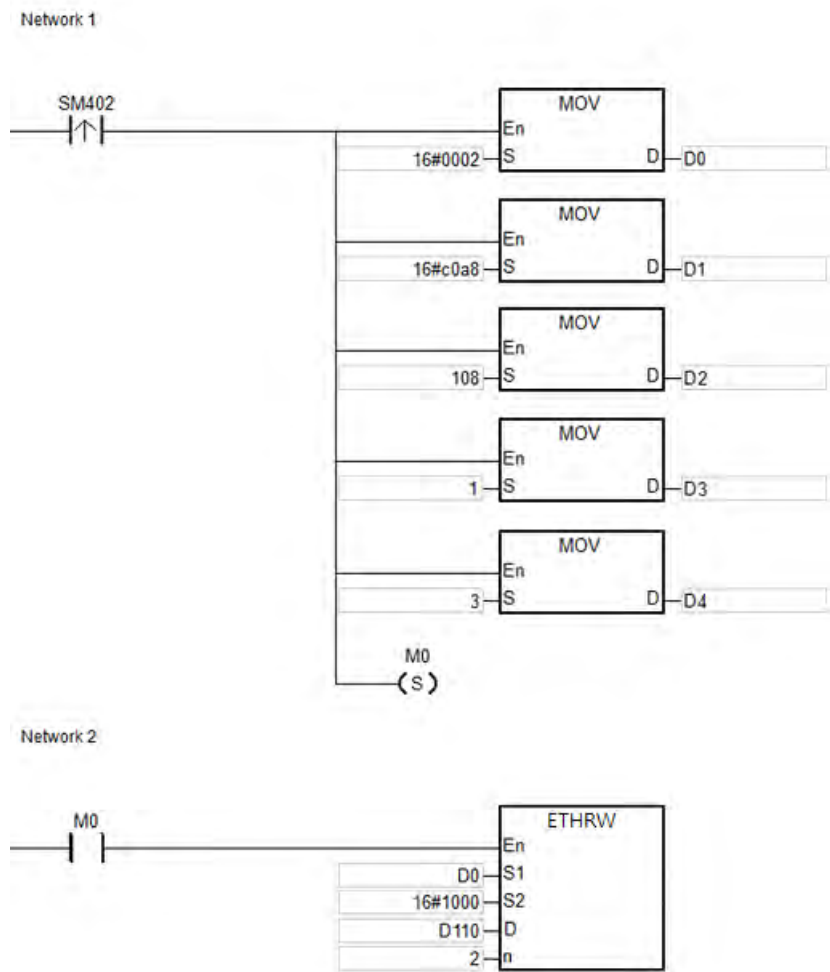 Network 1
SM402
MOV
En
16#0002 S D D0
MOV
En
16#c0a8 S D D1
MOV
En
108 S D D2
MOV
En
1 S D D3
MOV
En
3 S D D4
M0
S
Network 2
M0
ETHRW
En
D0 S1
16#1000 S2
D110 D
2 n